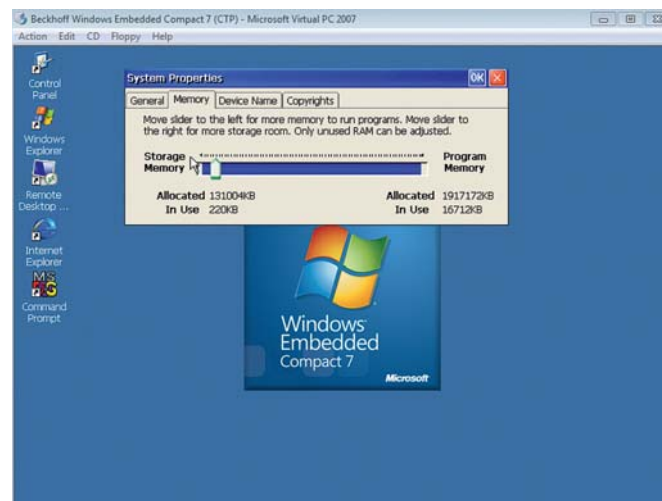 Beckhoff Windows Embedded Compact 7 (CTP) - Microsoft Virtual PC 2007
Action Edit CD Floppy Help
Control
Panel
Windows
Explorer
Remote
Desktop ...
Internet
Explorer
MS
Command
Prompt
System Properties OK
General Memory Device Name Copyrights
Move slider to the left for more memory to run programs. Move slider to
the right for more storage room. Only unused RAM can be adjusted.
Storage Program
Memory Memory
Allocated 131004KB Allocated 1917172KB
In Use 220KB In Use 16712KB
Windows
Embedded
Compact 7
Microsoft